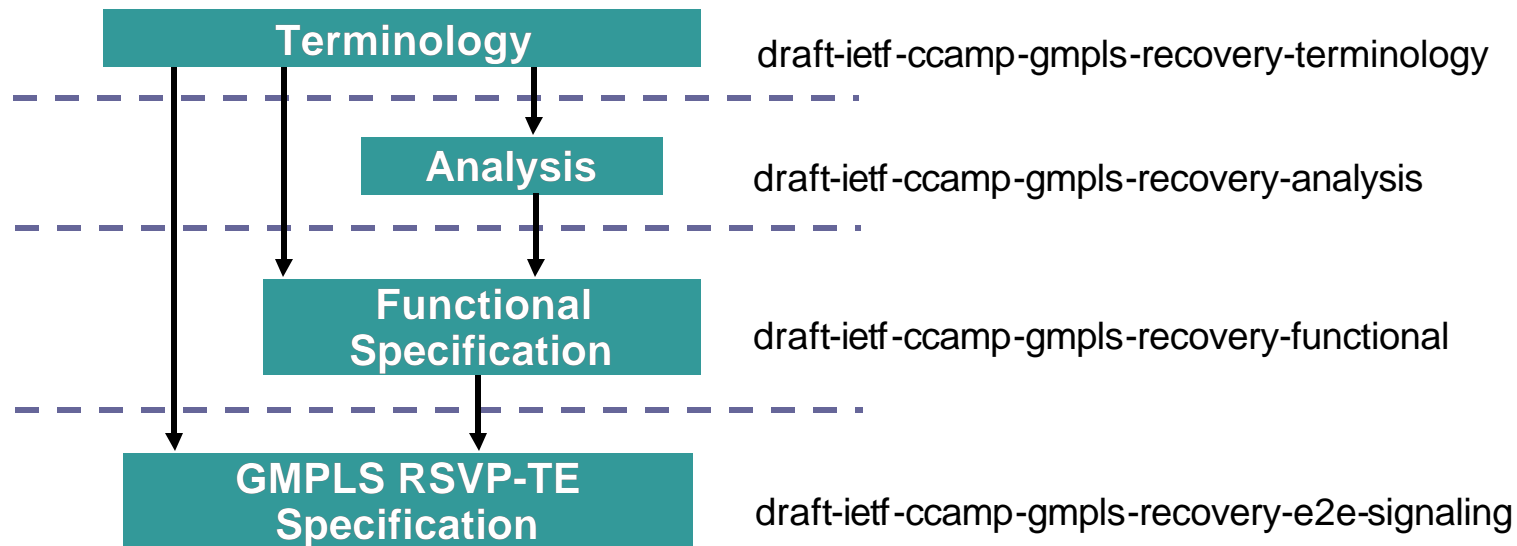 Terminology
draft-ietf-ccamp-gmpls-recovery-terminology
Analysis
draft-ietf-ccamp-gmpls-recovery-analysis
Functional
Specification
draft-ietf-ccamp-gmpls-recovery-functional
GMPLS RSVP-TE
Specification
draft-ietf-ccamp-gmpls-recovery-e2e-signaling